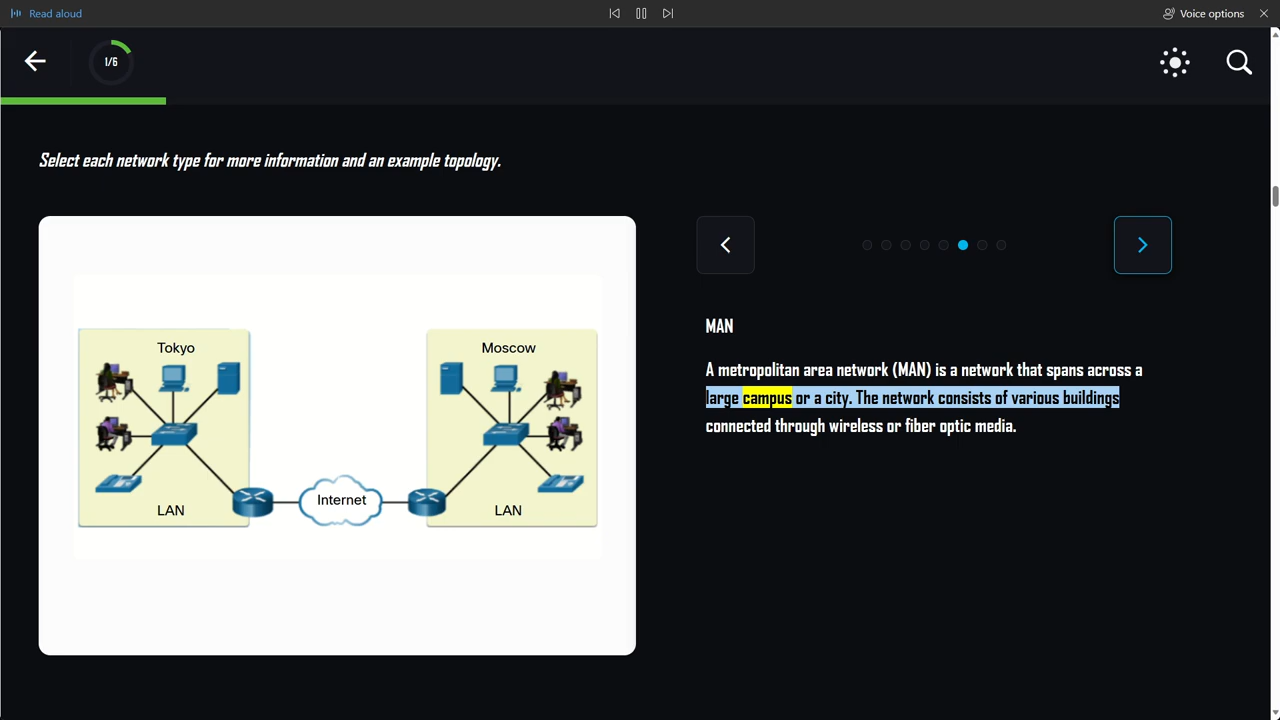 Read aloud
Voice options
1/6
Select each network type for more information and an example topology.
Tokyo
Moscow
Internet
LAN
LAN
MAN
A metropolitan area network (MAN) is a network that spans across a
large campus or a city. The network consists of various buildings
connected through wireless or fiber optic media.